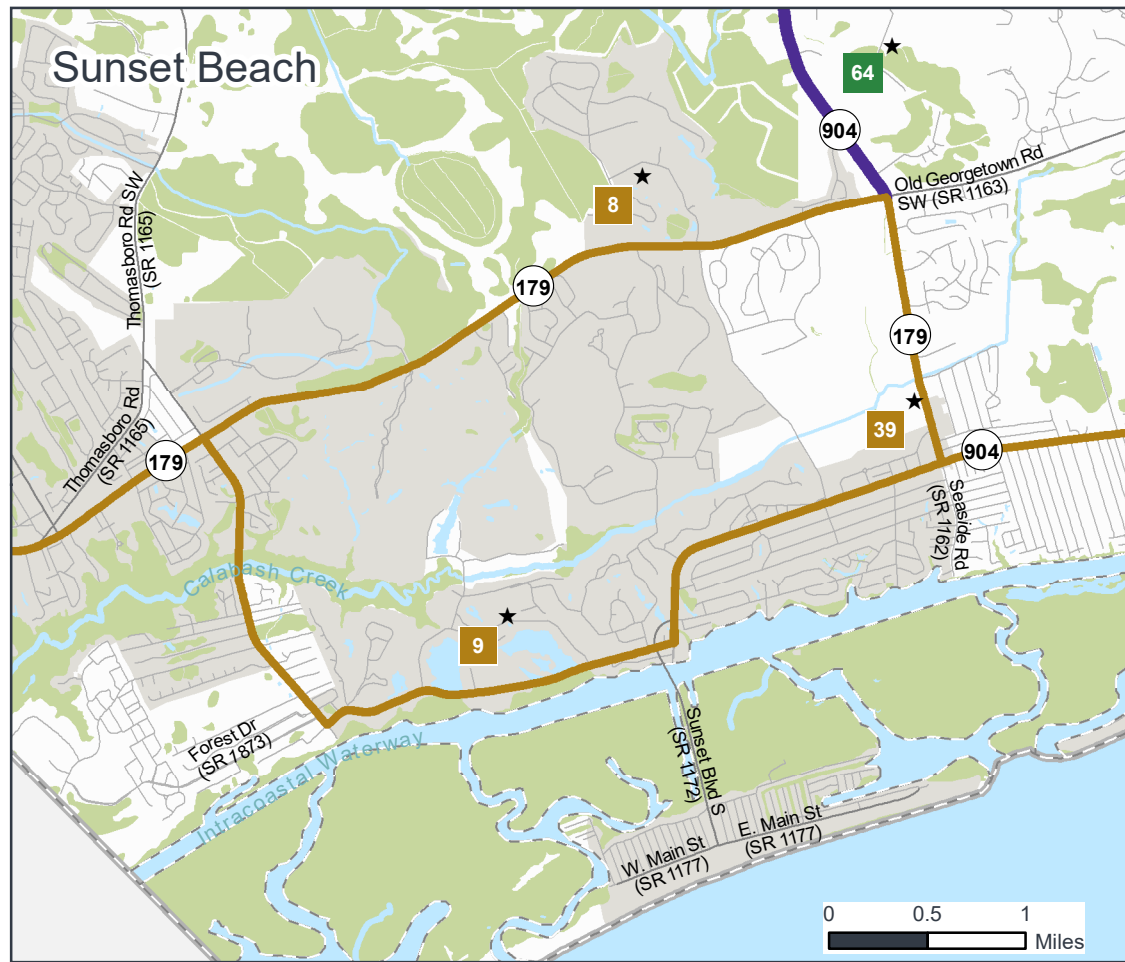 Sunset Beach
64
904
Old Georgetown Rd
SW (SR 1163)
8
Thomasboro Rd SW
(SR 1165)
179
179
Thomasboro Rd
(SR 1165)
39
179
904
Seaside Rd
(SR 1162)
Calabash Creek
9
Forest Dr
(SR 1873)
Intracoastal Waterway
Sunset Blvd S
(SR 1172)
E. Main St
(SR 1177)
W. Main St
(SR 1177)
0 0.5 1
Miles